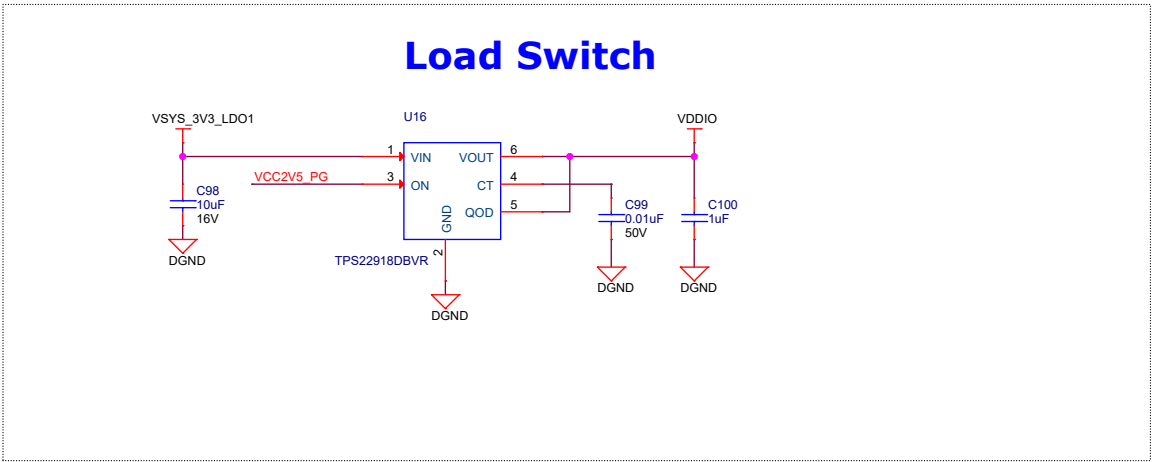 Load Switch
VSYS_3V3_LDO1
U16
VDDIO
1
VIN
VOUT
6
VCC2V5_PG
3
ON
CT
4
C98
10uF
16V
GND
QOD
5
C99
0.01uF
50V
C100
1uF
2
DGND
TPS22918DBVR
DGND
DGND
DGND